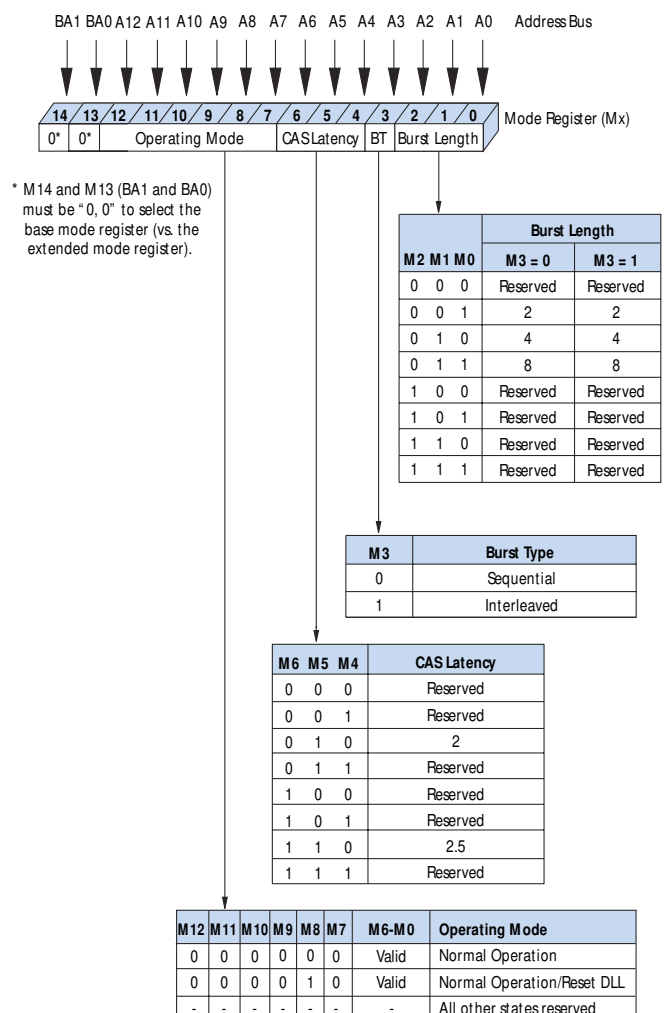 BA1 BA0 A12 A11 A10 A9 A8 A7 A6 A5 A4 A3 A2 A1 A0 Address Bus
14 13 12 11 10 9 8 7 6 5 4 3 2 1 0 Mode Register (Mx)
0* 0* Operating Mode CAS Latency BT Burst Length
* M14 and M13 (BA1 and BA0)
must be "0, 0" to select the
base mode register (vs. the
extended mode register).
Burst Length
M2 M1 M0 M3 = 0 M3 = 1
0 0 0 Reserved Reserved
0 0 1 2 2
0 1 0 4 4
0 1 1 8 8
1 0 0 Reserved Reserved
1 0 1 Reserved Reserved
1 1 0 Reserved Reserved
1 1 1 Reserved Reserved
M3 Burst Type
0 Sequential
1 Interleaved
M6 M5 M4 CAS Latency
0 0 0 Reserved
0 0 1 Reserved
0 1 0 2
0 1 1 Reserved
1 0 0 Reserved
1 0 1 Reserved
1 1 0 2.5
1 1 1 Reserved
M12 M11 M10 M9 M8 M7 M6-M0 Operating Mode
0 0 0 0 0 0 Valid Normal Operation
0 0 0 0 1 0 Valid Normal Operation/Reset DLL
- - - - - - - All other states reserved